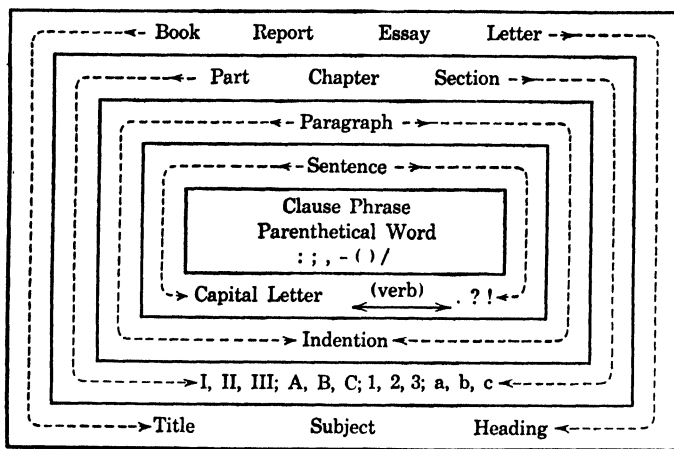 Book Report Essay Letter
Part Chapter Section
Paragraph
Sentence
Clause Phrase
Parenthetical Word
: ; , - ( ) /
(verb)
Capital Letter . ? !
Indention
I, II, III; A, B, C; 1, 2, 3; a, b, c
Title Subject Heading